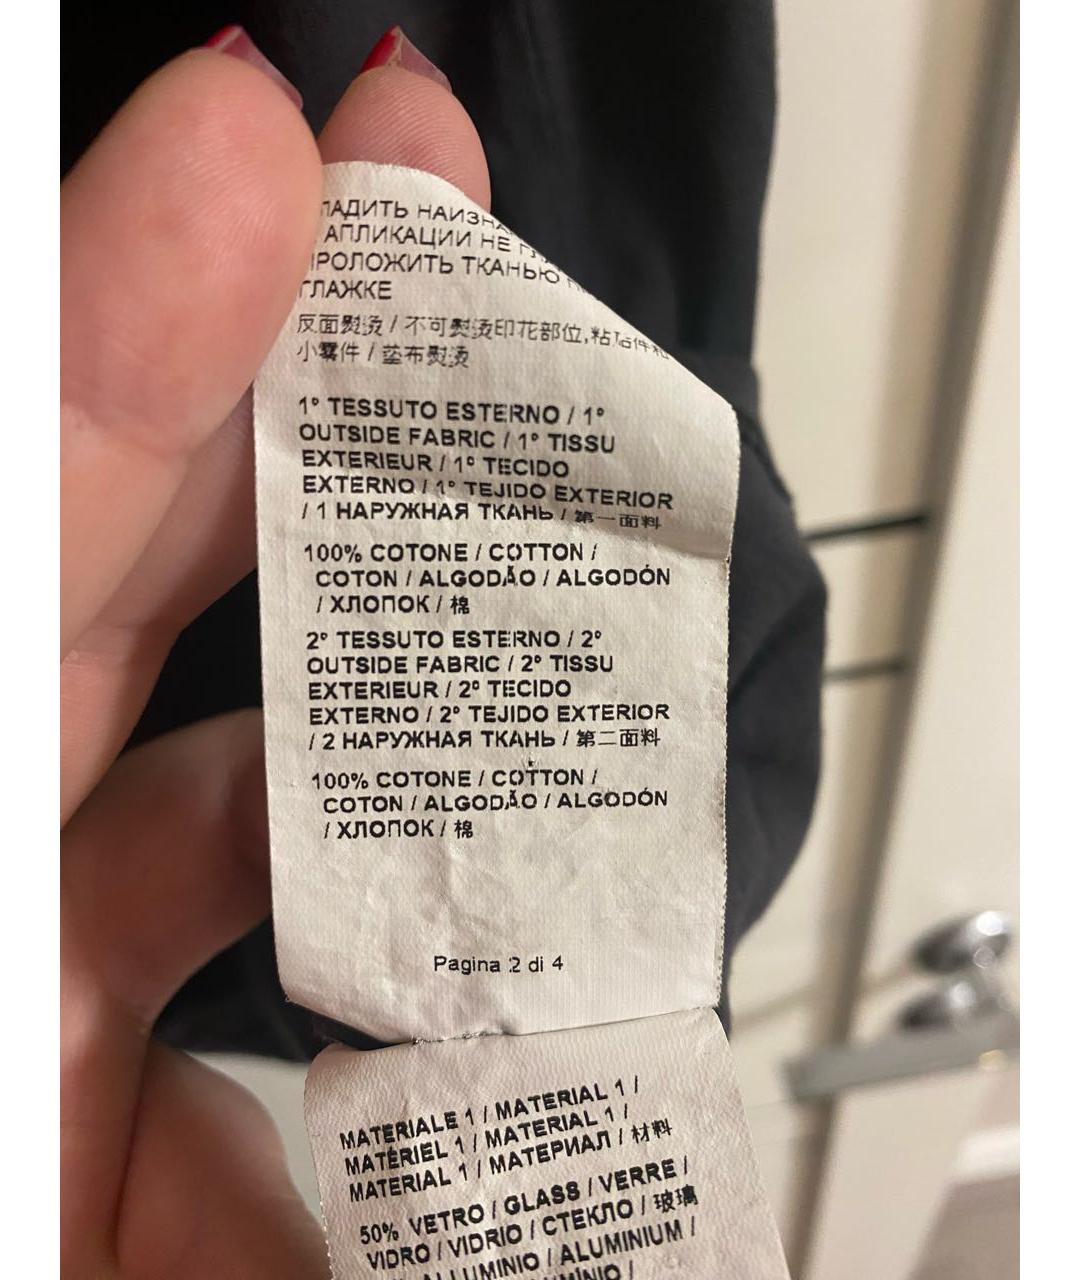 ЛАДИТЬ НАИЗНА
АПЛИКАЦИИ НЕ
ПРОЛОЖИТЬ ТКАНЬЮ
ГЛАЖКЕ
反面熨烫 / 不可熨烫印花部位,粘
小零件 / 垫布熨烫
1° TESSUTO ESTERNO / 1°
OUTSIDE FABRIC / 1° TISSU
EXTERIEUR / 1° TECIDO
EXTERNO / 1° TEJIDO EXTERIOR
/ 1 НАРУЖНАЯ ТКАНЬ / 第一面料
100% COTONE / COTTON /
COTON / ALGODÃO / ALGODÓN
/ ХЛОПОК / 棉
2° TESSUTO ESTERNO / 2°
OUTSIDE FABRIC / 2° TISSU
EXTERIEUR / 2° TECIDO
EXTERNO / 2° TEJIDO EXTERIOR
/ 2 НАРУЖНАЯ ТКАНЬ / 第二面料
100% COTONE / COTTON /
COTON / ALGODÃO / ALGODÓN
/ ХЛОПОК / 棉
Pagina 2 di 4
MATERIALE 1 / MATERIAL 1 /
MATÉRIEL 1 / MATERIAL 1 /
MATERIAL 1 / МАТЕРИАЛ / 材料
50% VETRO / GLASS / VERRE /
VIDRO / VIDRIO / СТЕКЛО / 玻璃
ALLUMINIO / ALUMINIUM /